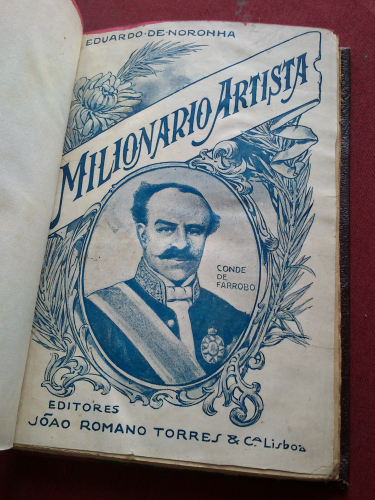 EDUARDO·DE·NORONHA
MILIONARIO ARTISTA
CONDE
DE
FARROBO
EDITORES
JOÃO ROMANO TORRES & Cª LISBOA